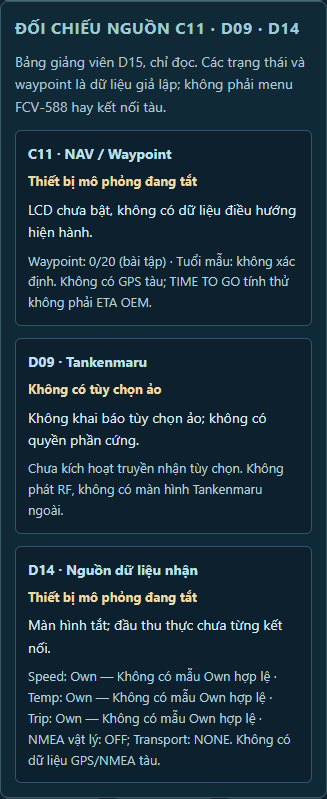 ĐỐI CHIẾU NGUỒN C11 · D09 · D14
Bảng giảng viên D15, chỉ đọc. Các trạng thái và
waypoint là dữ liệu giả lập; không phải menu
FCV-588 hay kết nối tàu.
C11 · NAV / Waypoint
Thiết bị mô phỏng đang tắt
LCD chưa bật, không có dữ liệu điều hướng
hiện hành.
Waypoint: 0/20 (bài tập) · Tuổi mẫu: không xác
định. Không có GPS tàu; TIME TO GO tính thử
không phải ETA OEM.
D09 · Tankenmaru
Không có tùy chọn ảo
Không khai báo tùy chọn ảo; không có
quyền phần cứng.
Chưa kích hoạt truyền nhận tùy chọn. Không
phát RF, không có màn hình Tankenmaru
ngoài.
D14 · Nguồn dữ liệu nhận
Thiết bị mô phỏng đang tắt
Màn hình tắt; đầu thu thực chưa từng kết
nối.
Speed: Own — Không có mẫu Own hợp lệ ·
Temp: Own — Không có mẫu Own hợp lệ ·
Trip: Own — Không có mẫu Own hợp lệ ·
NMEA vật lý: OFF; Transport: NONE. Không có
dữ liệu GPS/NMEA tàu.